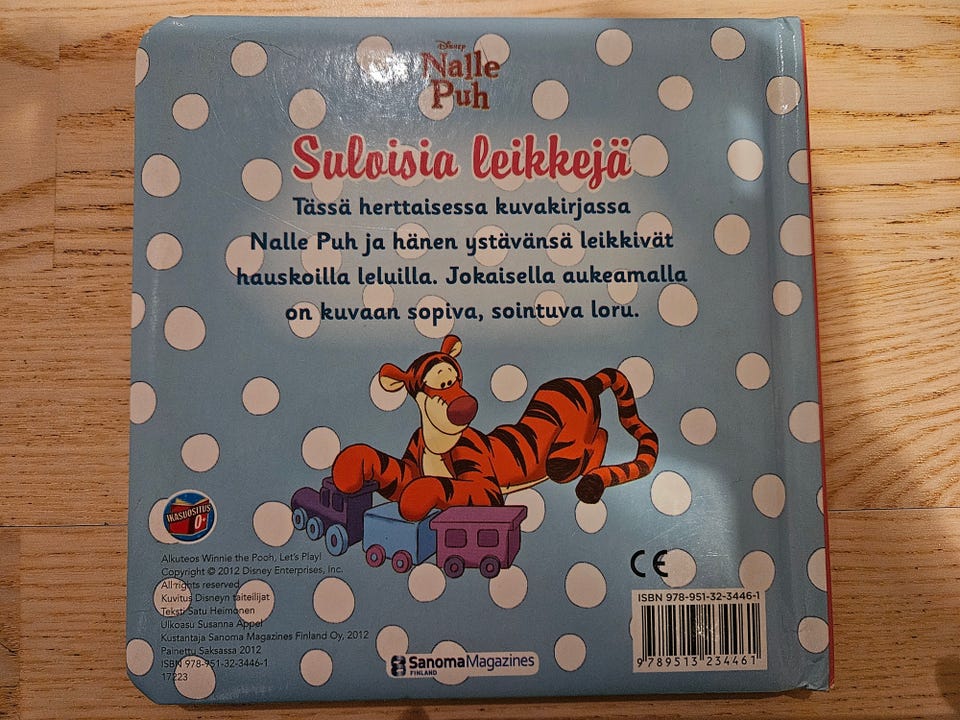 Disney
Nalle
Puh
Suloisia leikkejä
Tässä herttaisessa kuvakirjassa
Nalle Puh ja hänen ystävänsä leikkivät
hauskoilla leluilla. Jokaisella aukeamalla
on kuvaan sopiva, sointuva loru.
IKÄSUOSITUS
0+
Alkuteos Winnie the Pooh, Let's Play!
Copyright © 2012 Disney Enterprises, Inc.
All rights reserved
Kuvitus Disneyn taiteilijat
Teksti Satu Heimonen
Ulkoasu Susanna Appel
Kustantaja Sanoma Magazines Finland Oy, 2012
Painettu Saksassa 2012
ISBN 978-951-32-3446-1
17223
SanomaMagazines
FINLAND
CE
ISBN 978-951-32-3446-1
9 789513 234461